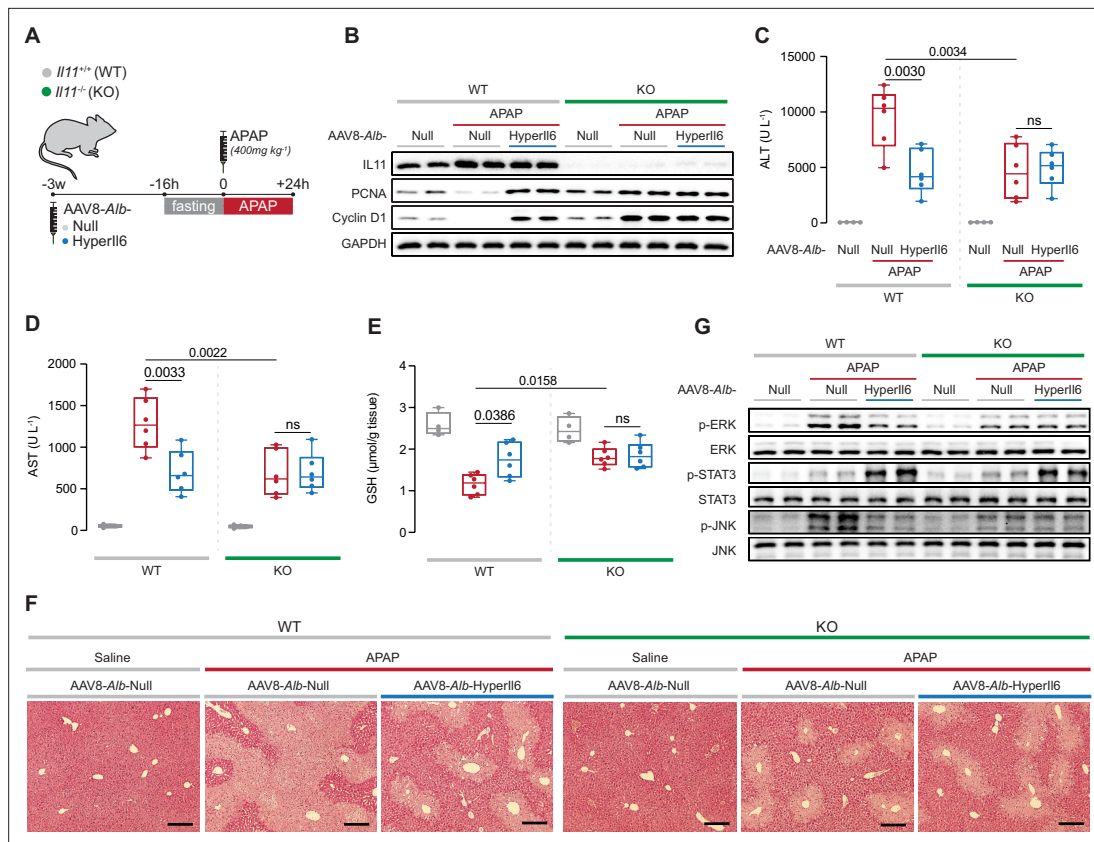 A
Il11+/+ (WT)
Il11-/- (KO)
APAP
(400mg kg-1)
-3w
-16h
0
+24h
fasting
APAP
AAV8-Alb-
Null
HyperIl6
B
WT
KO
APAP
APAP
AAV8-Alb-
Null
Null
HyperIl6
Null
Null
HyperIl6
IL11
PCNA
Cyclin D1
GAPDH
C
0.0034
0.0030
ns
ALT (U L-1)
15000
10000
5000
0
AAV8-Alb-
Null
Null HyperIl6
Null
Null HyperIl6
APAP
APAP
WT
KO
D
0.0022
0.0033
ns
AST (U L-1)
2000
1500
1000
500
0
WT
KO
E
0.0158
0.0386
ns
GSH (µmol/g tissue)
4
3
2
1
0
WT
KO
G
WT
KO
APAP
APAP
AAV8-Alb-
Null
Null
HyperIl6
Null
Null
HyperIl6
p-ERK
ERK
p-STAT3
STAT3
p-JNK
JNK
F
WT
KO
Saline
APAP
Saline
APAP
AAV8-Alb-Null
AAV8-Alb-Null
AAV8-Alb-HyperIl6
AAV8-Alb-Null
AAV8-Alb-Null
AAV8-Alb-HyperIl6